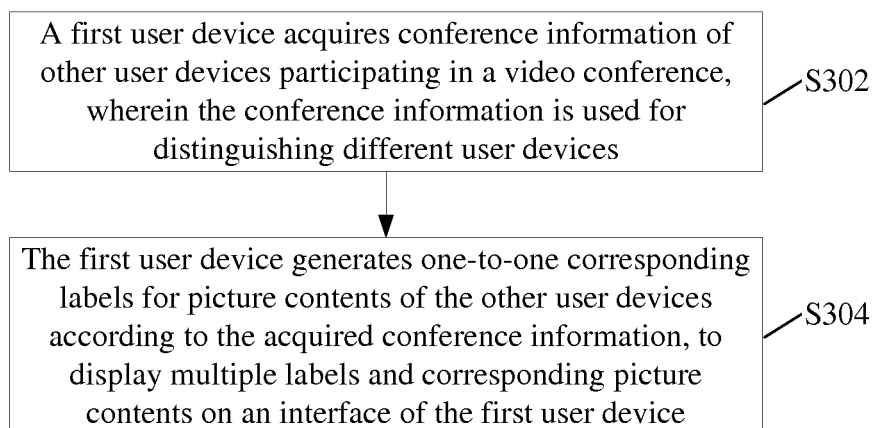 A first user device acquires conference information of
other user devices participating in a video conference,
wherein the conference information is used for
distinguishing different user devices
S302
The first user device generates one-to-one corresponding
labels for picture contents of the other user devices
according to the acquired conference information, to
display multiple labels and corresponding picture
contents on an interface of the first user device
S304